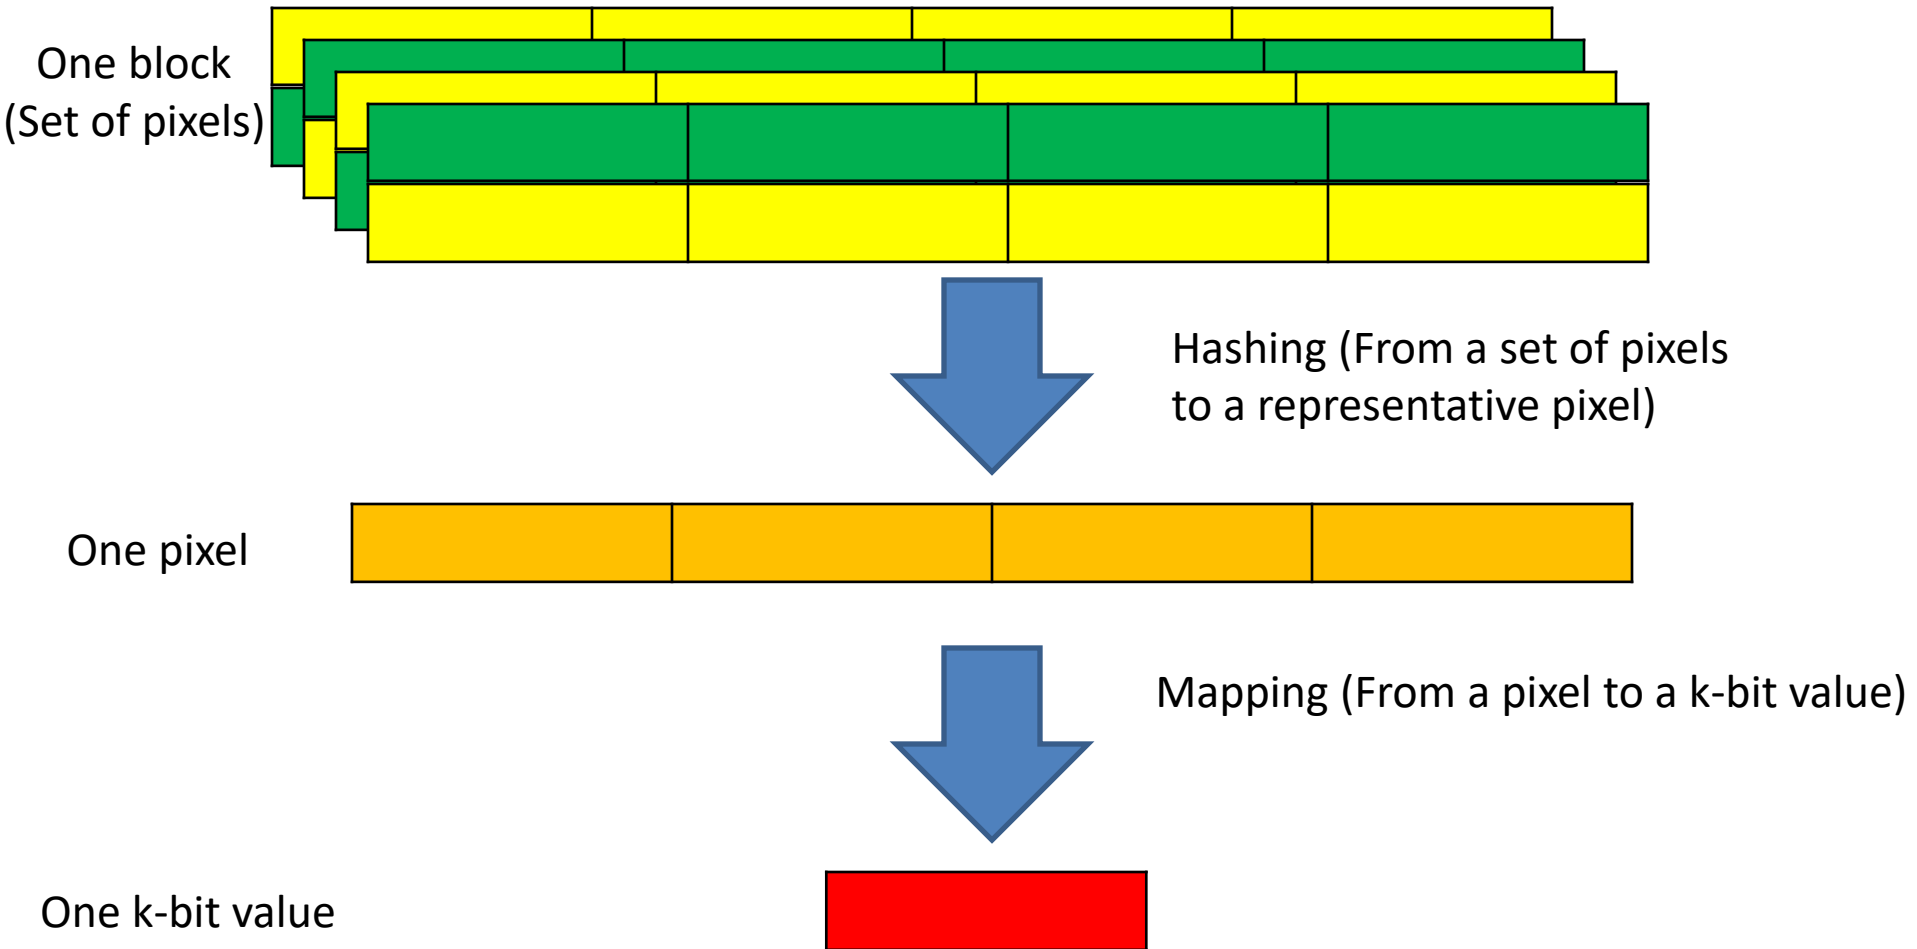 One block
(Set of pixels)
Hashing (From a set of pixels
to a representative pixel)
One pixel
Mapping (From a pixel to a k-bit value)
One k-bit value